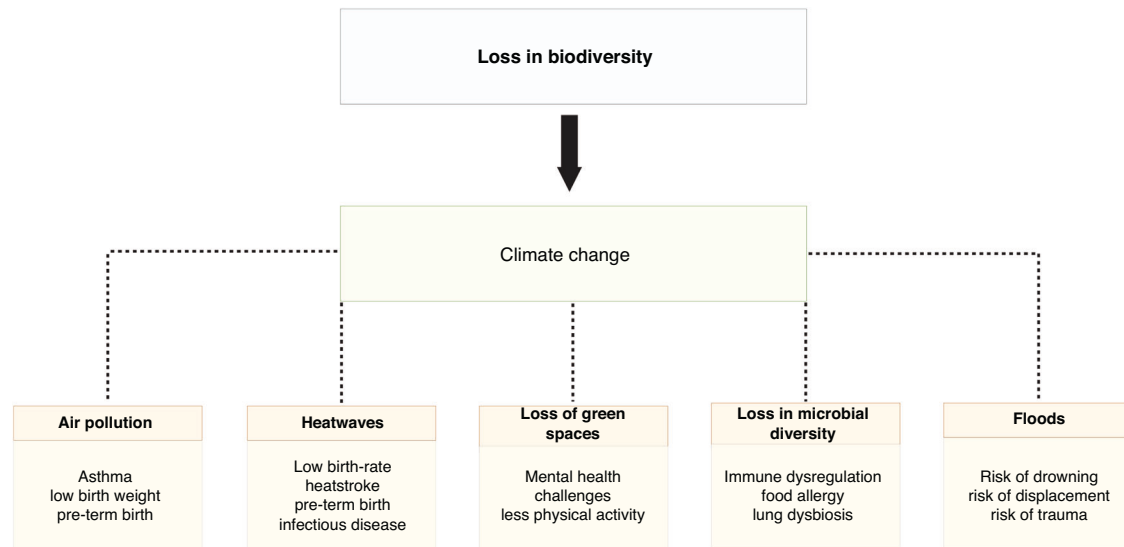 Loss in biodiversity
Climate change
Air pollution
Asthma
low birth weight
pre-term birth
Heatwaves
Low birth-rate
heatstroke
pre-term birth
infectious disease
Loss of green
spaces
Mental health
challenges
less physical activity
Loss in microbial
diversity
Immune dysregulation
food allergy
lung dysbiosis
Floods
Risk of drowning
risk of displacement
risk of trauma